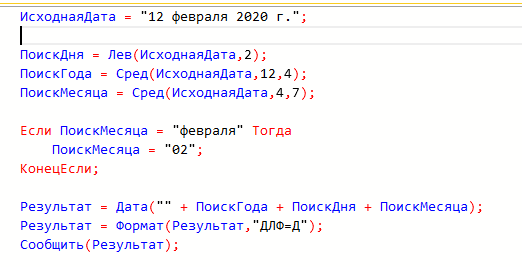 ИсходнаяДата = "12 февраля 2020 г.";
ПоискДня = Лев(ИсходнаяДата,2);
ПоискГода = Сред(ИсходнаяДата,12,4);
ПоискМесяца = Сред(ИсходнаяДата,4,7);
Если ПоискМесяца = "февраля" Тогда
ПоискМесяца = "02";
КонецЕсли;
Результат = Дата("" + ПоискГода + ПоискДня + ПоискМесяца);
Результат = Формат(Результат,"ДЛФ=Д");
Сообщить(Результат);